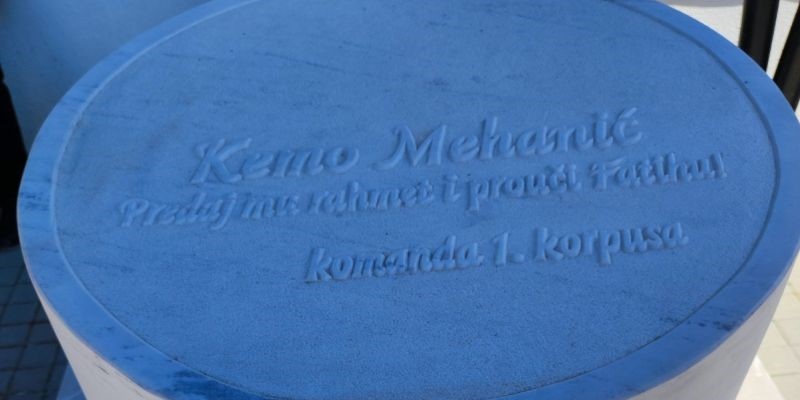 Kemo Mehanić
Predaj mu rahmet i prouči Fatihu!
komanda 1. korpusa